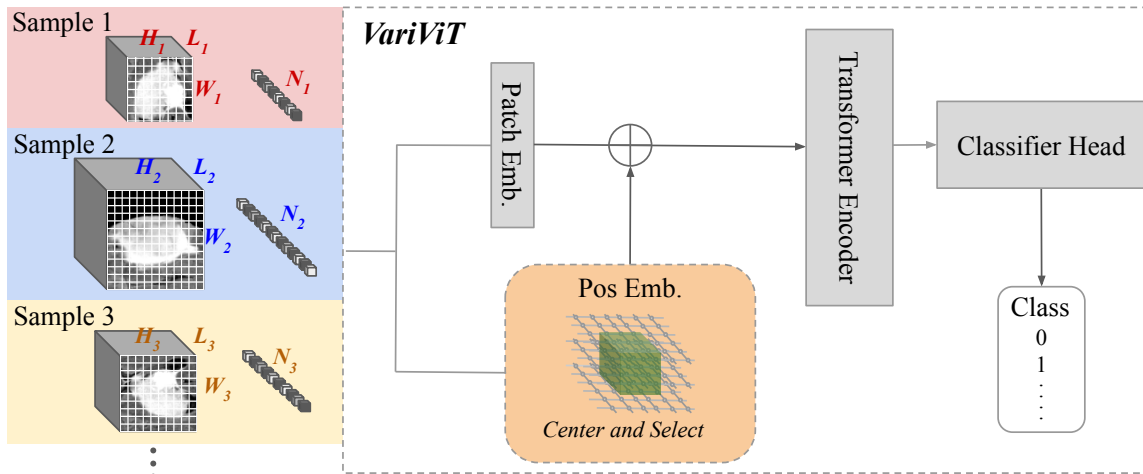 Sample 1
H1 L1
W1
N1
Sample 2
H2 L2
W2
N2
Sample 3
H3 L3
W3
N3
VariViT
Patch Emb.
Pos Emb.
Center and Select
Transformer Encoder
Classifier Head
Class
0
1